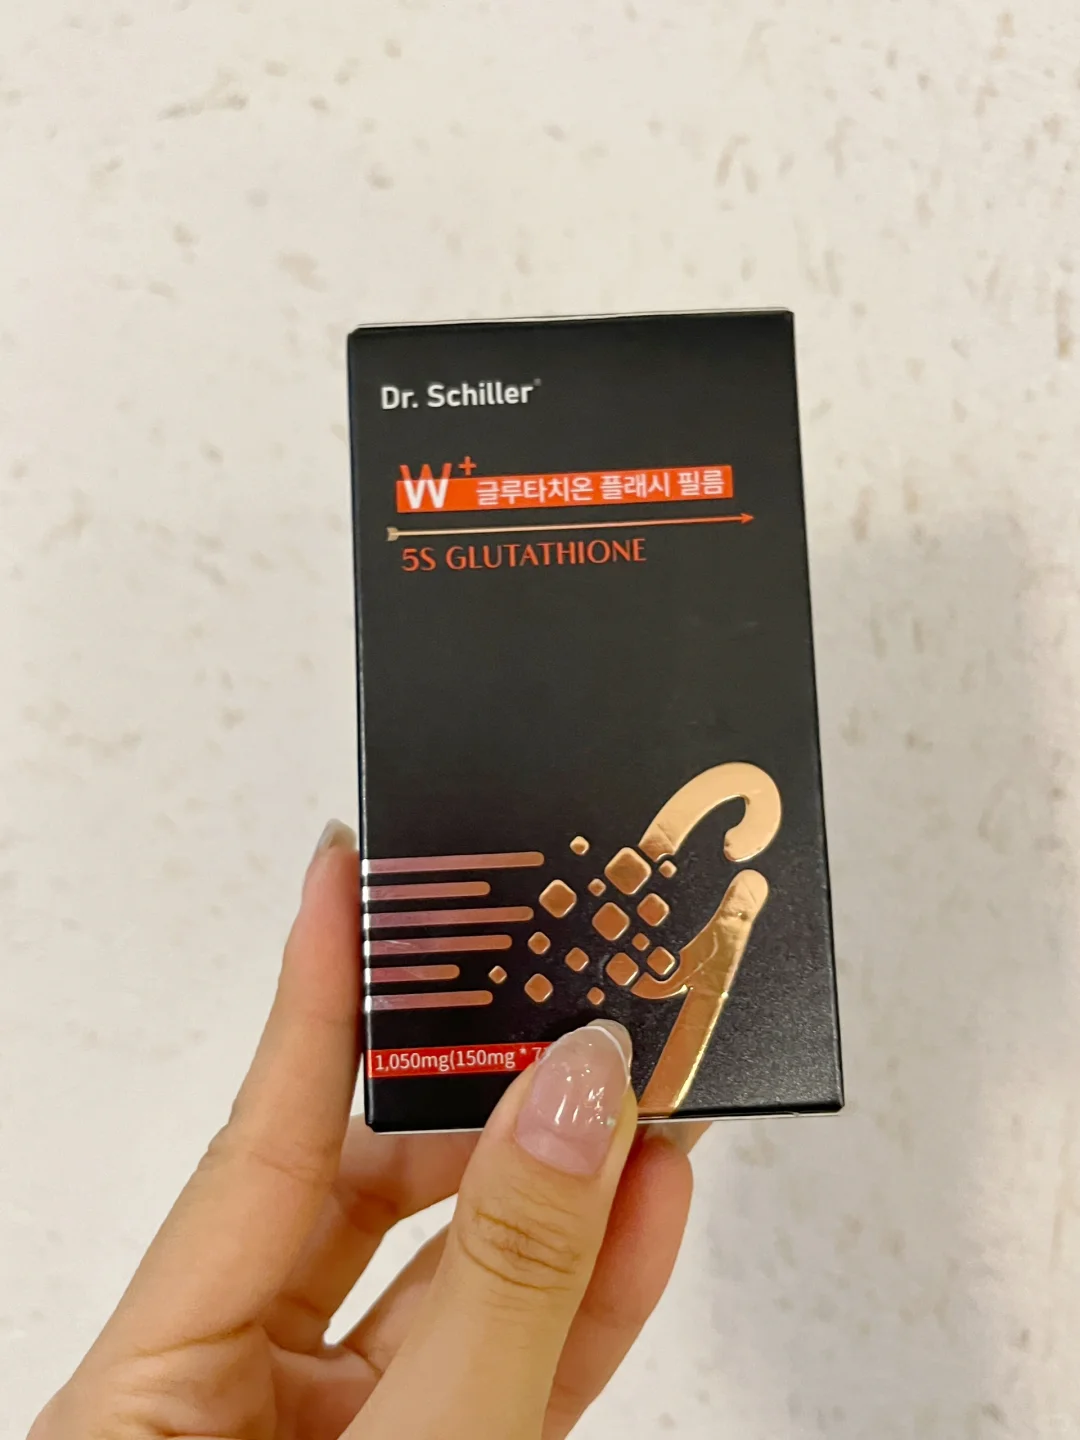 Dr. Schiller®
W+ 글루타치온 플래시 필름
5S GLUTATHIONE
1,050mg(150mg *